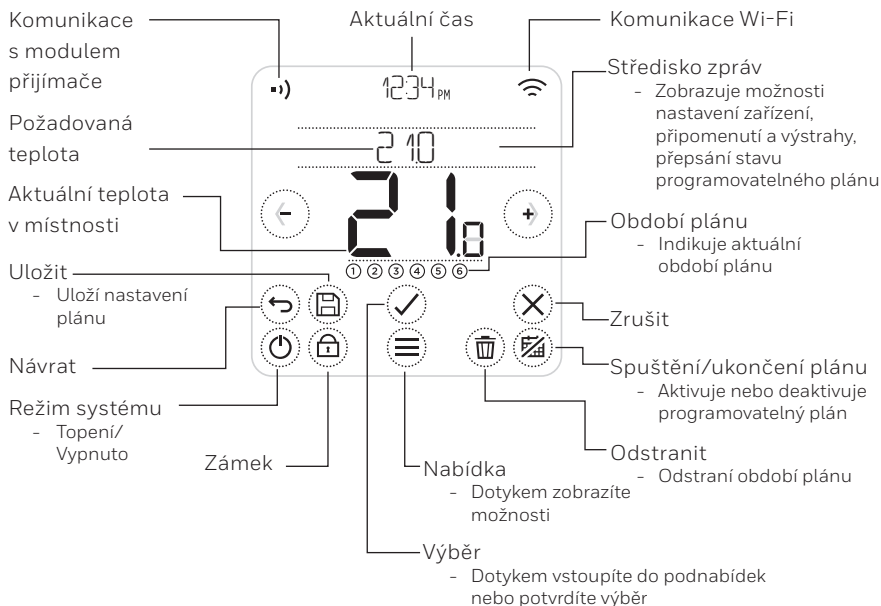 Komunikace
s modulem
přijímače
Aktuální čas
Komunikace Wi-Fi
12:34 PM
Středisko zpráv
- Zobrazuje možnosti
nastavení zařízení,
připomenutí a výstrahy,
přepsání stavu
programovatelného plánu
Požadovaná
teplota
21.0
Aktuální teplota
v místnosti
21.0
- +
Období plánu
- Indikuje aktuální
období plánu
1 2 3 4 5 6
Uložit
- Uloží nastavení
plánu
Zrušit
Návrat
Spuštění/ukončení plánu
- Aktivuje nebo deaktivuje
programovatelný plán
Režim systému
- Topení/
Vypnuto
Zámek
Odstranit
- Odstraní období plánu
Nabídka
- Dotykem zobrazíte
možnosti
Výběr
- Dotykem vstoupíte do podnabídek
nebo potvrdíte výběr